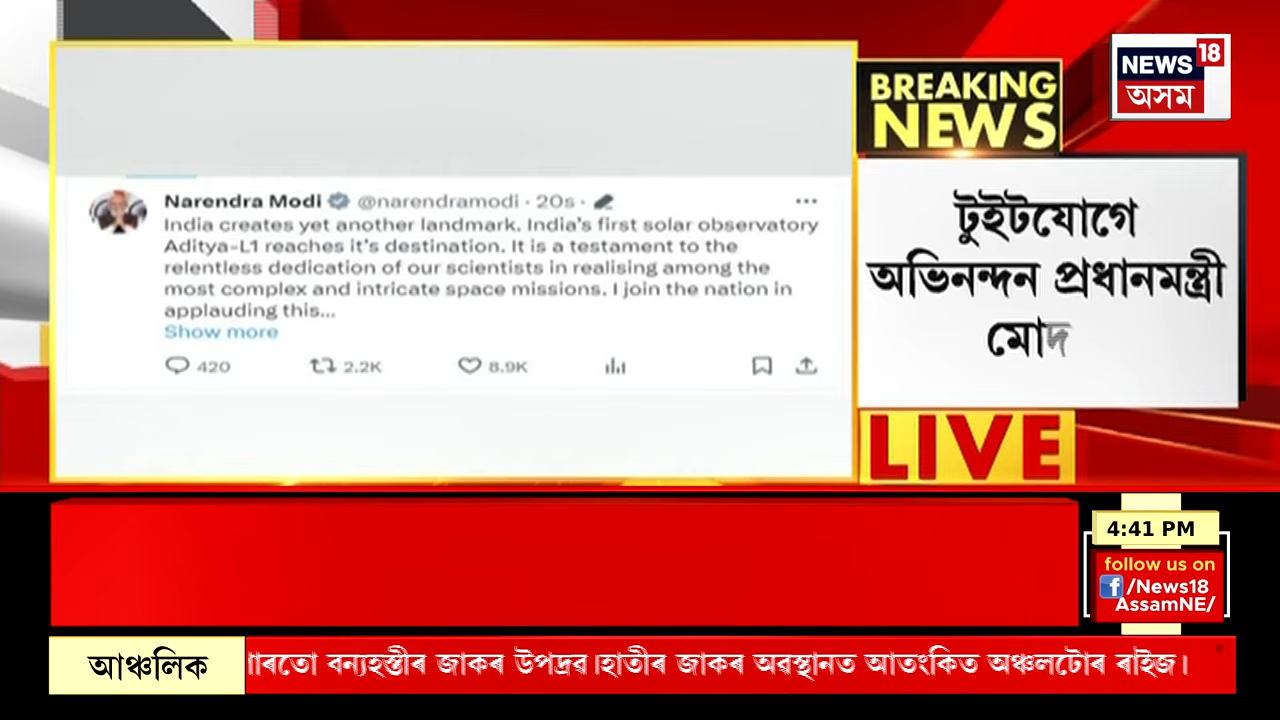 NEWS 18
অসম
BREAKING
NEWS
Narendra Modi @narendramodi · 20s ·
India creates yet another landmark. India's first solar observatory
Aditya-L1 reaches it's destination. It is a testament to the
relentless dedication of our scientists in realising among the
most complex and intricate space missions. I join the nation in
applauding this...
Show more
420 2.2K 8.9K
টুইটযোগে
অভিনন্দন প্ৰধানমন্ত্ৰী
মোদ
LIVE
4:41 PM
follow us on
/News18
AssamNE/
আঞ্চলিক
বন্যহস্তীৰ জাকৰ উপদ্ৰৱ।হাতীৰ জাকৰ অৱস্থানত আতংকিত অঞ্চলটোৰ ৰাইজ।